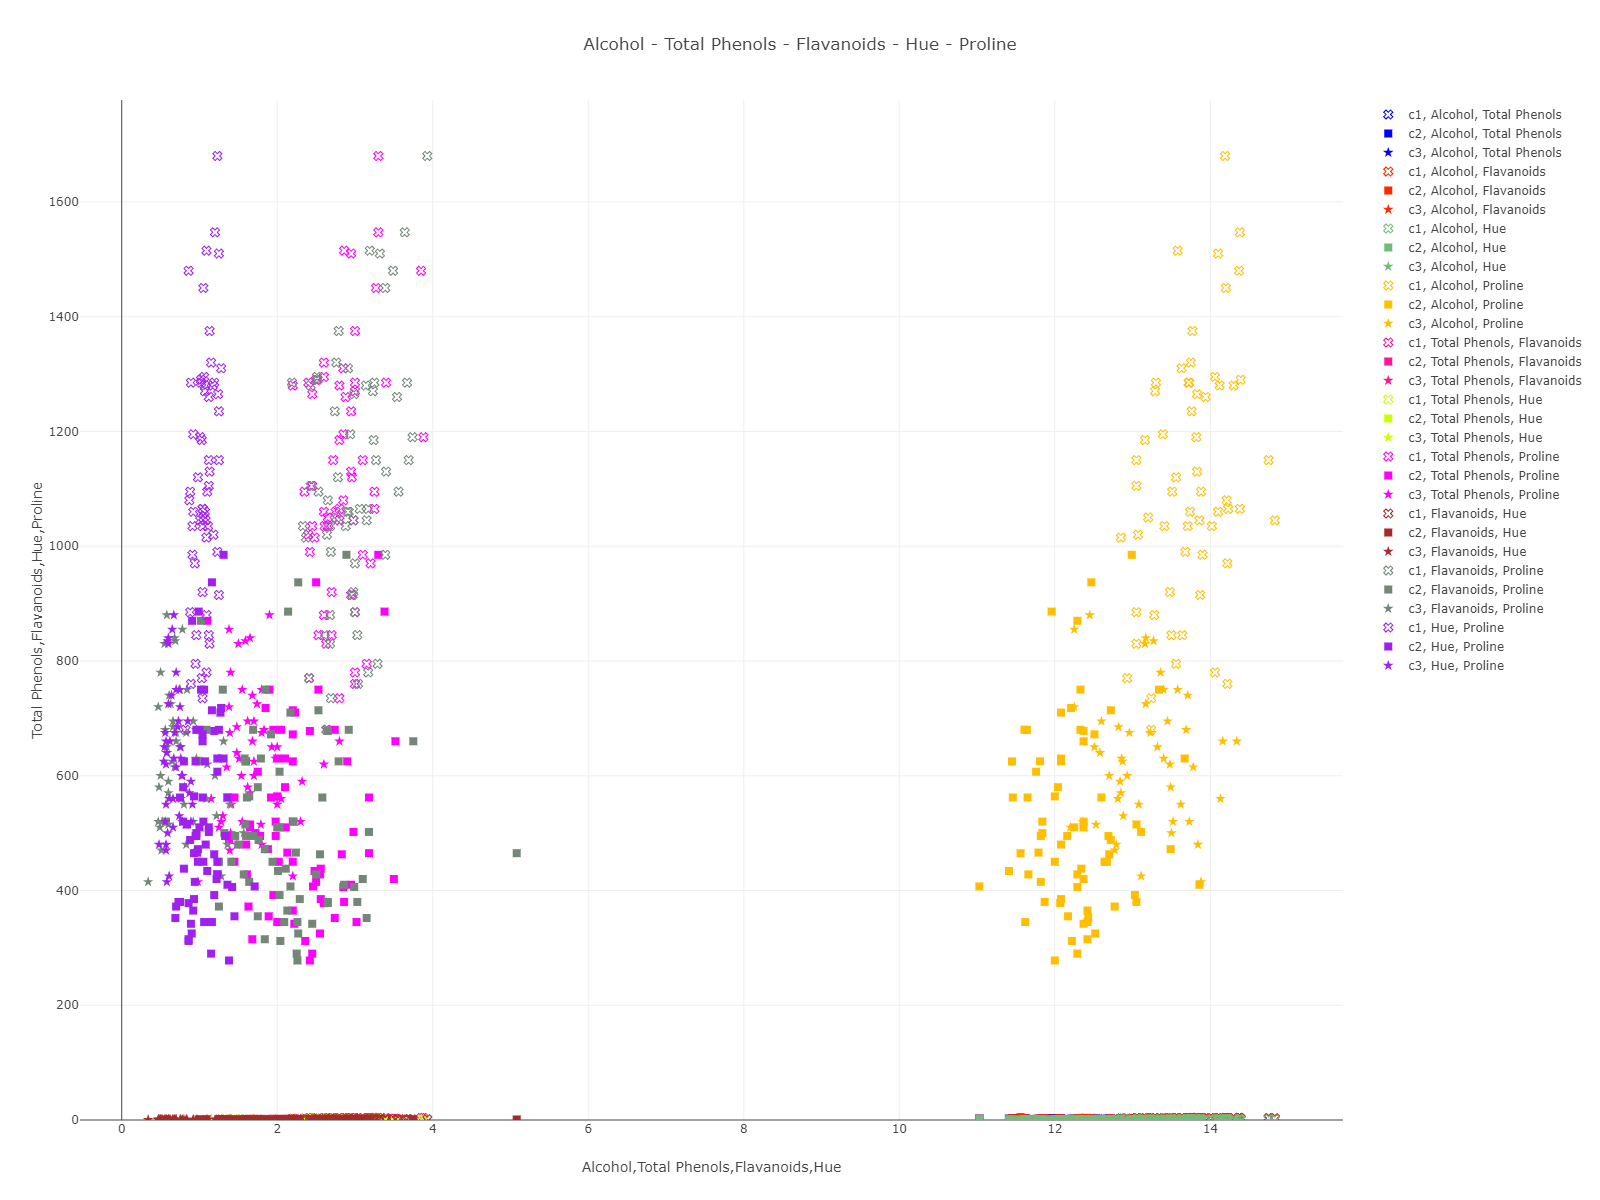 Alcohol - Total Phenols - Flavanoids - Hue - Proline
Total Phenols,Flavanoids,Hue,Proline
1600
1400
1200
1000
800
600
400
200
0
0 2 4 6 8 10 12 14
Alcohol,Total Phenols,Flavanoids,Hue
c1, Alcohol, Total Phenols
c2, Alcohol, Total Phenols
c3, Alcohol, Total Phenols
c1, Alcohol, Flavanoids
c2, Alcohol, Flavanoids
c3, Alcohol, Flavanoids
c1, Alcohol, Hue
c2, Alcohol, Hue
c3, Alcohol, Hue
c1, Alcohol, Proline
c2, Alcohol, Proline
c3, Alcohol, Proline
c1, Total Phenols, Flavanoids
c2, Total Phenols, Flavanoids
c3, Total Phenols, Flavanoids
c1, Total Phenols, Hue
c2, Total Phenols, Hue
c3, Total Phenols, Hue
c1, Total Phenols, Proline
c2, Total Phenols, Proline
c3, Total Phenols, Proline
c1, Flavanoids, Hue
c2, Flavanoids, Hue
c3, Flavanoids, Hue
c1, Flavanoids, Proline
c2, Flavanoids, Proline
c3, Flavanoids, Proline
c1, Hue, Proline
c2, Hue, Proline
c3, Hue, Proline